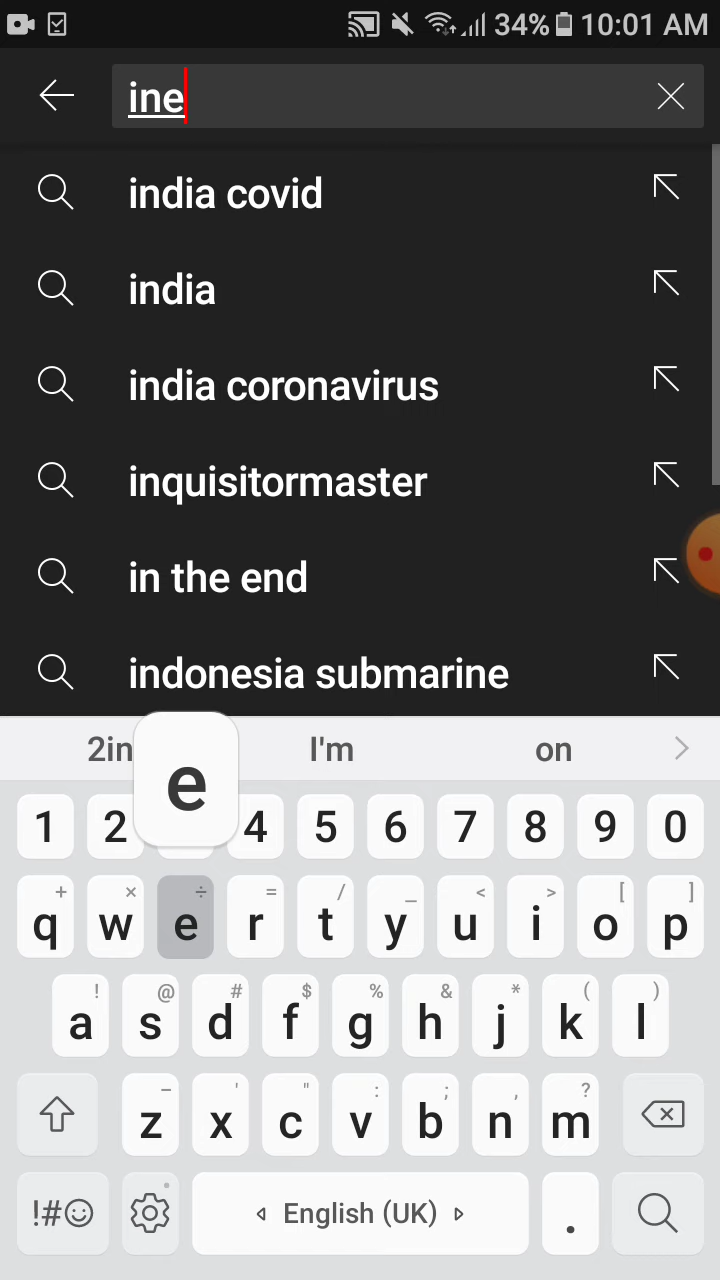 34% 10:01 AM
ine
india covid
india
india coronavirus
inquisitormaster
in the end
indonesia submarine
2in I'm on
e
1 2 4 5 6 7 8 9 0
+ × ÷ = / _ < > [ ]
q w e r t y u i o p
! @ # $ % & * ( )
a s d f g h j k l
– ' " : ; , ?
z x c v b n m
!#☺ English (UK) .